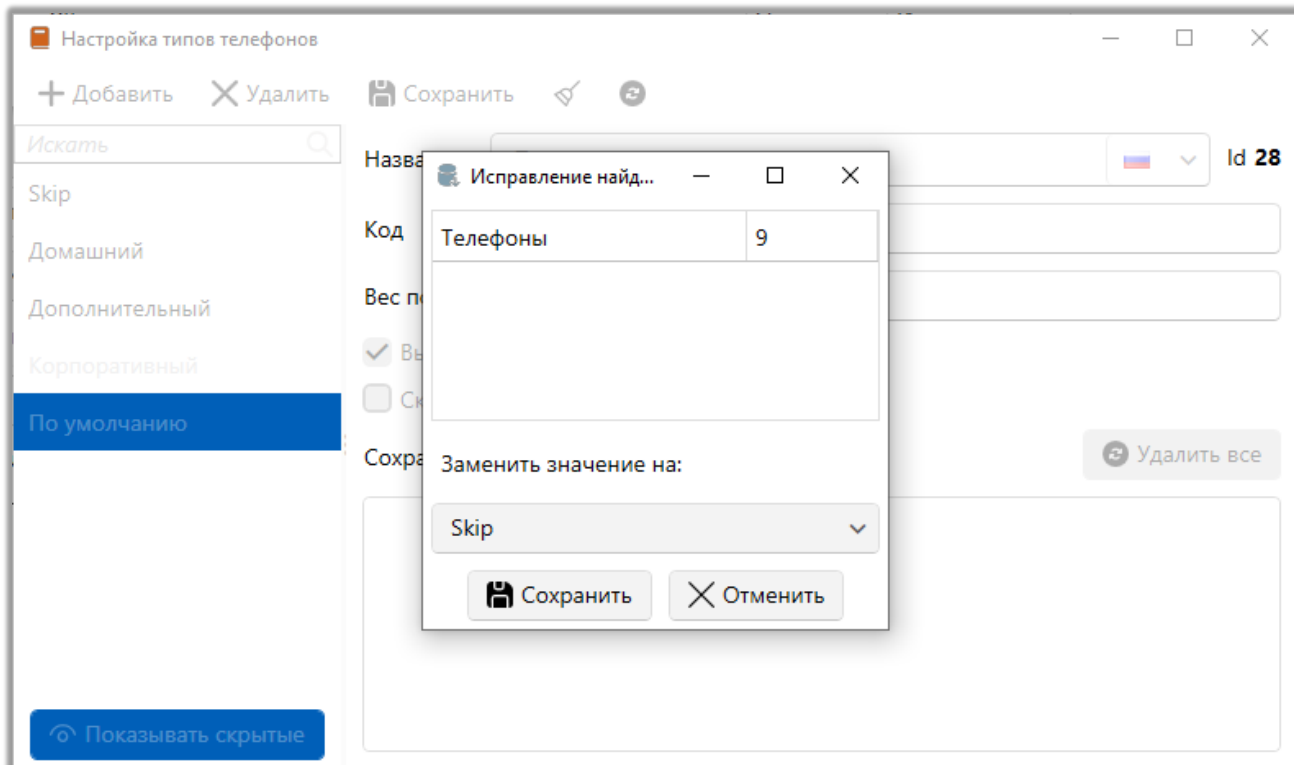 Настройка типов телефонов
Добавить Удалить Сохранить
Искать
Skip
Домашний
Дополнительный
Корпоративный
По умолчанию
Показывать скрытые
Id 28
Код
Удалить все
Исправление найд...
Телефоны 9
Заменить значение на:
Skip
Сохранить Отменить